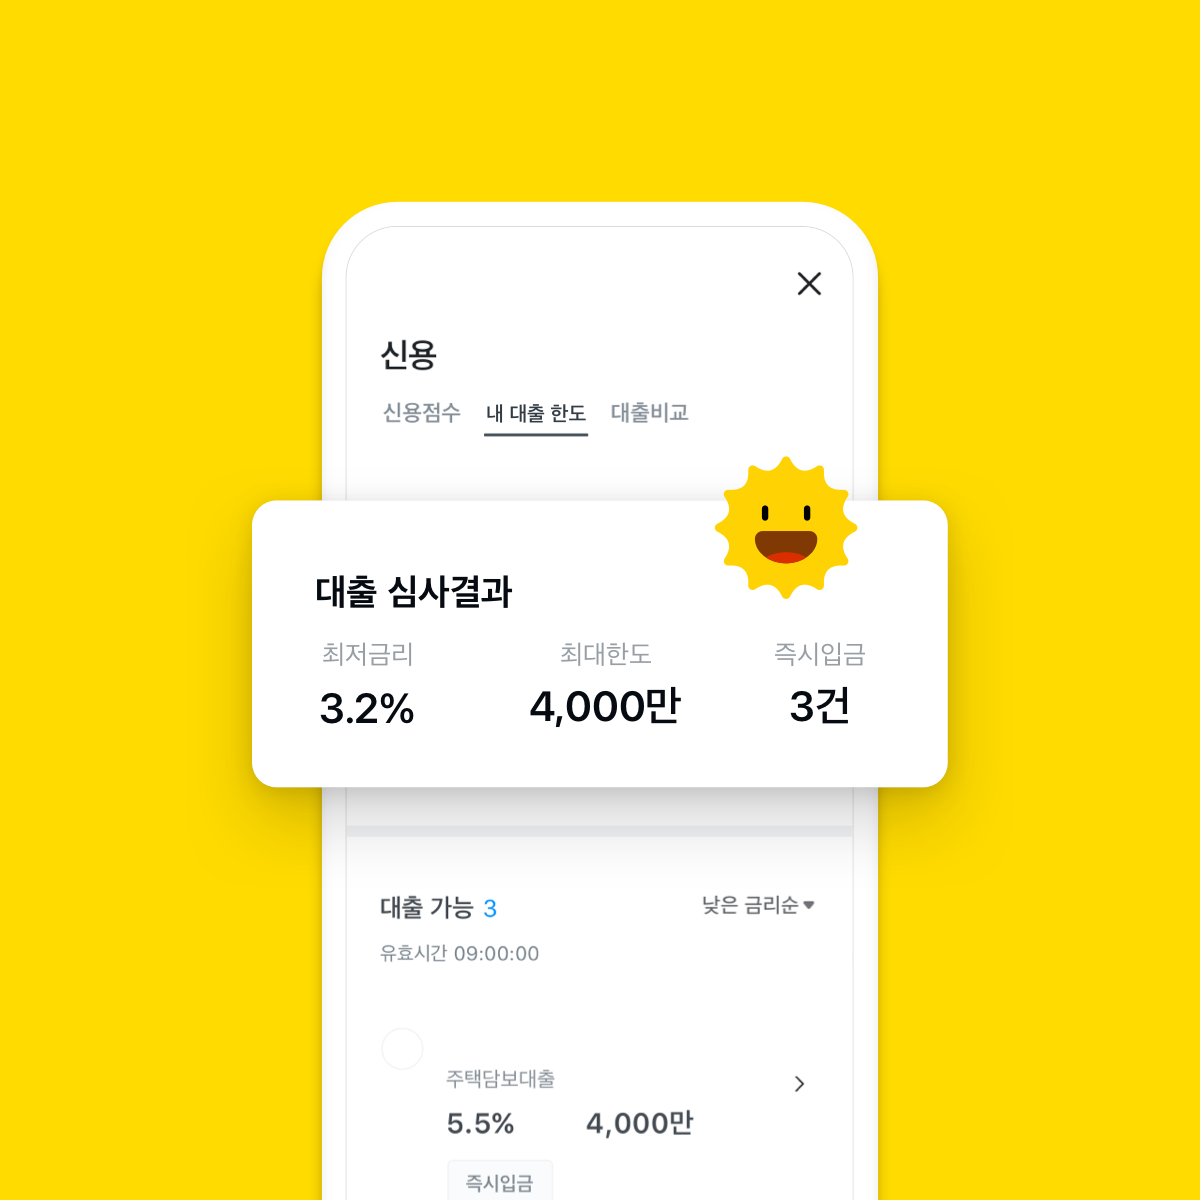 신용
신용점수 내 대출 한도 대출비교
대출 심사결과
최저금리 최대한도 즉시입금
3.2% 4,000만 3건
대출 가능 3 낮은 금리순
유효시간 09:00:00
주택담보대출
5.5% 4,000만
즉시입금